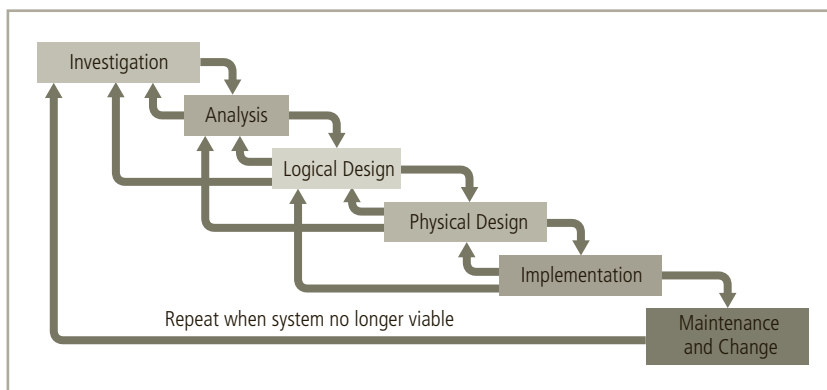 Investigation
Analysis
Logical Design
Physical Design
Implementation
Repeat when system no longer viable
Maintenance
and Change